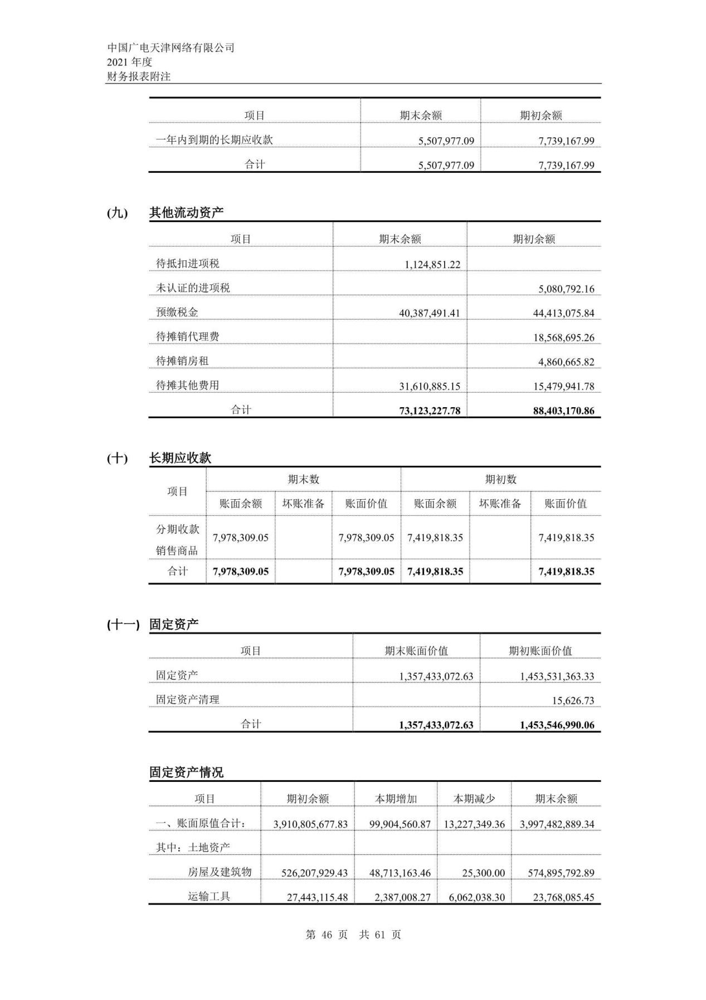 中国广电天津网络有限公司
2021 年度
财务报表附注
项目 期末余额 期初余额
一年内到期的长期应收款 5,507,977.09 7,739,167.99
合计 5,507,977.09 7,739,167.99
(九) 其他流动资产
项目 期末余额 期初余额
待抵扣进项税 1,124,851.22
未认证的进项税 5,080,792.16
预缴税金 40,387,491.41 44,413,075.84
待摊销代理费 18,568,695.26
待摊销房租 4,860,665.82
待摊其他费用 31,610,885.15 15,479,941.78
合计 73,123,227.78 88,403,170.86
(十) 长期应收款
项目 期末数 期初数
账面余额 坏账准备 账面价值 账面余额 坏账准备 账面价值
分期收款
销售商品 7,978,309.05 7,978,309.05 7,419,818.35 7,419,818.35
合计 7,978,309.05 7,978,309.05 7,419,818.35 7,419,818.35
(十一) 固定资产
项目 期末账面价值 期初账面价值
固定资产 1,357,433,072.63 1,453,531,363.33
固定资产清理 15,626.73
合计 1,357,433,072.63 1,453,546,990.06
固定资产情况
项目 期初余额 本期增加 本期减少 期末余额
一、账面原值合计： 3,910,805,677.83 99,904,560.87 13,227,349.36 3,997,482,889.34
其中：土地资产
房屋及建筑物 526,207,929.43 48,713,163.46 25,300.00 574,895,792.89
运输工具 27,443,115.48 2,387,008.27 6,062,038.30 23,768,085.45
第 46 页 共 61 页